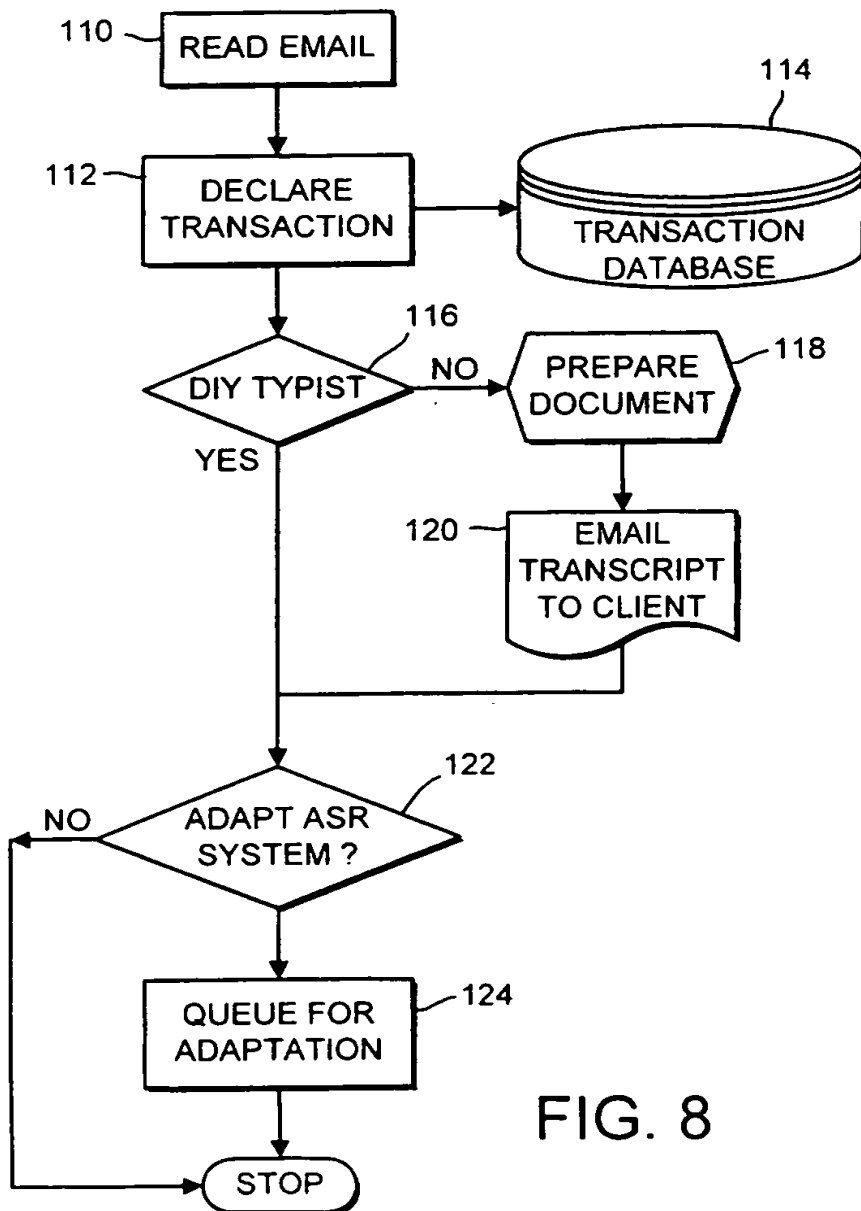 110
READ EMAIL
114
112
DECLARE
TRANSACTION
TRANSACTION
DATABASE
116
DIY TYPIST
NO
118
PREPARE
DOCUMENT
YES
120
EMAIL
TRANSCRIPT
TO CLIENT
122
NO
ADAPT ASR
SYSTEM ?
124
QUEUE FOR
ADAPTATION
FIG. 8
STOP